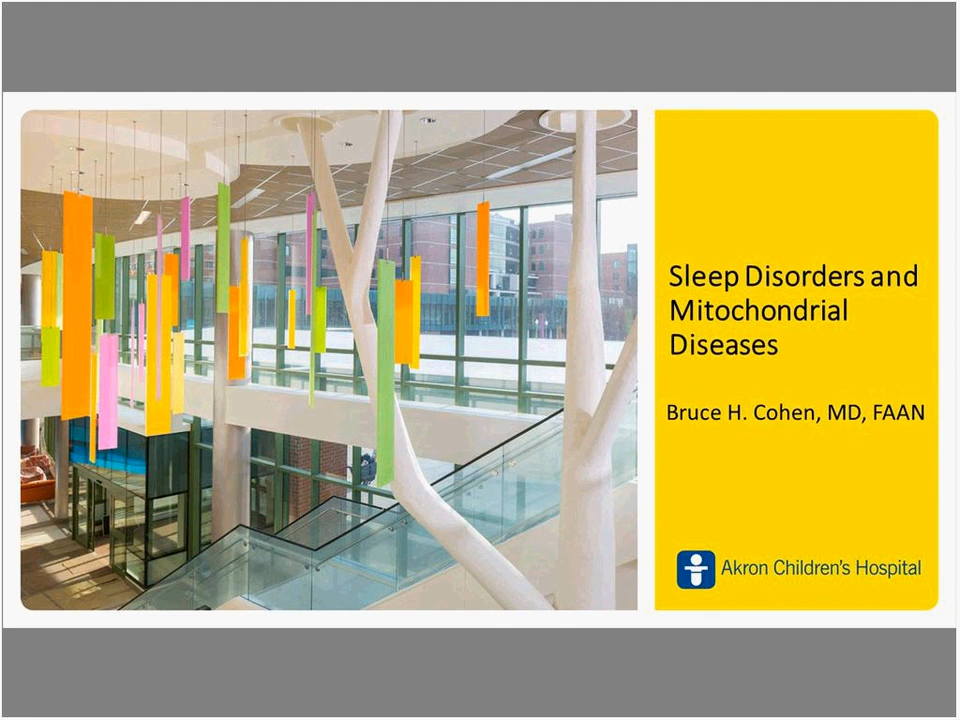 Sleep Disorders and
Mitochondrial
Diseases
Bruce H. Cohen, MD, FAAN
Akron Children's Hospital